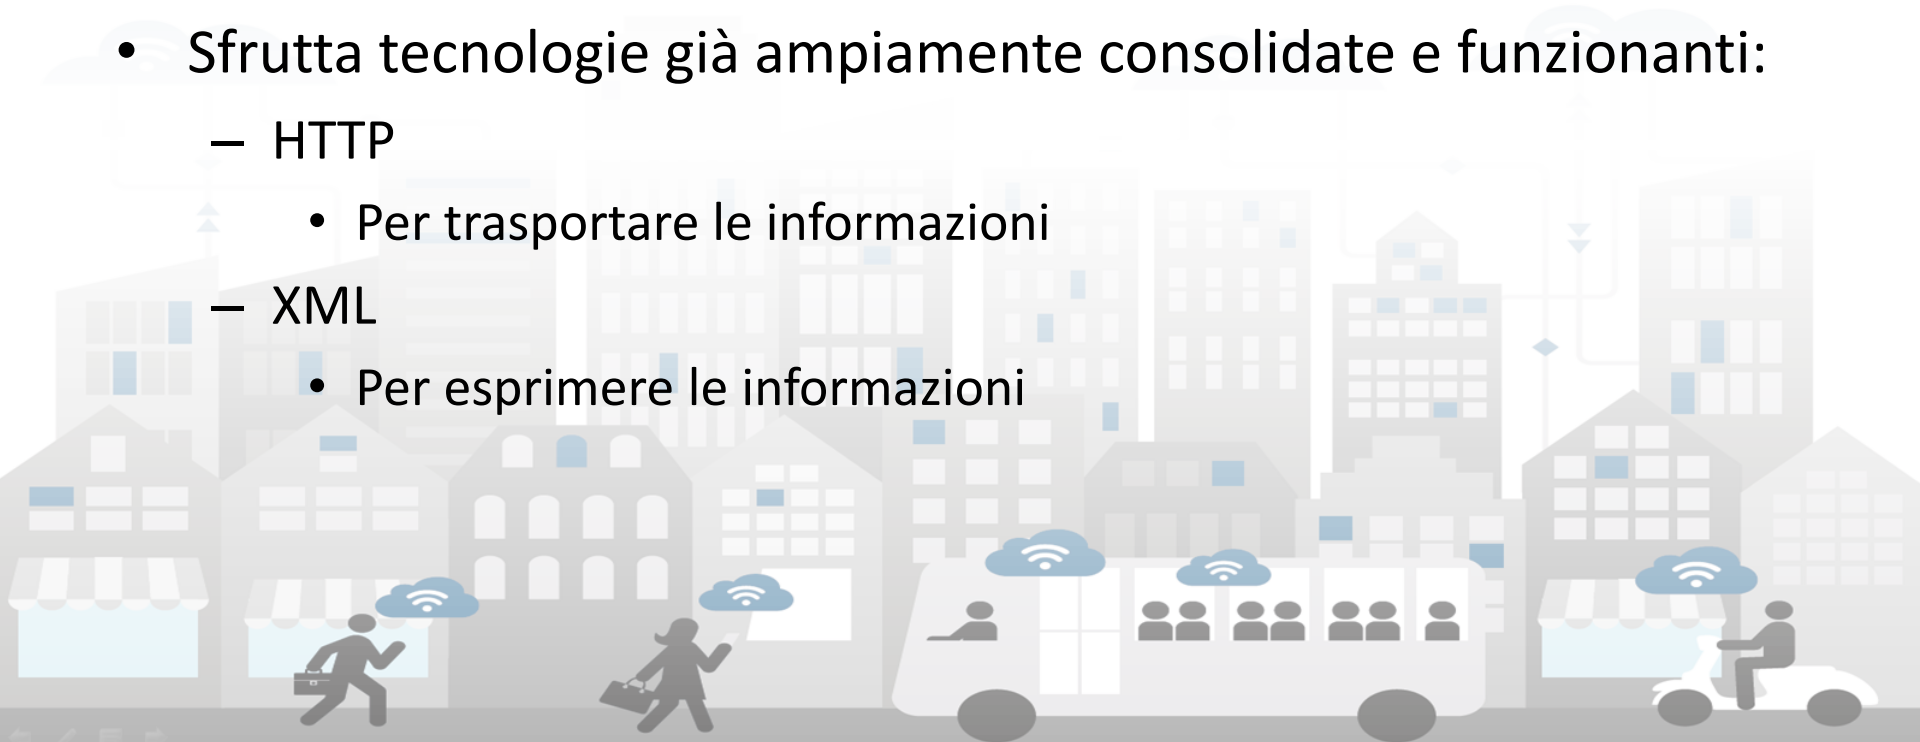 • Sfrutta tecnologie già ampiamente consolidate e funzionanti:
– HTTP
• Per trasportare le informazioni
– XML
• Per esprimere le informazioni